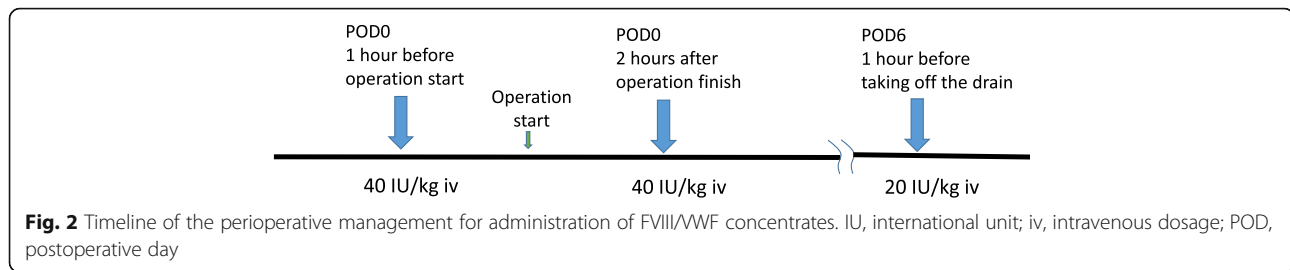 POD0
1 hour before
operation start
Operation
start
POD0
2 hours after
operation finish
POD6
1 hour before
taking off the drain
40 IU/kg iv
40 IU/kg iv
20 IU/kg iv
Fig. 2 Timeline of the perioperative management for administration of FVIII/VWF concentrates. IU, international unit; iv, intravenous dosage; POD,
postoperative day